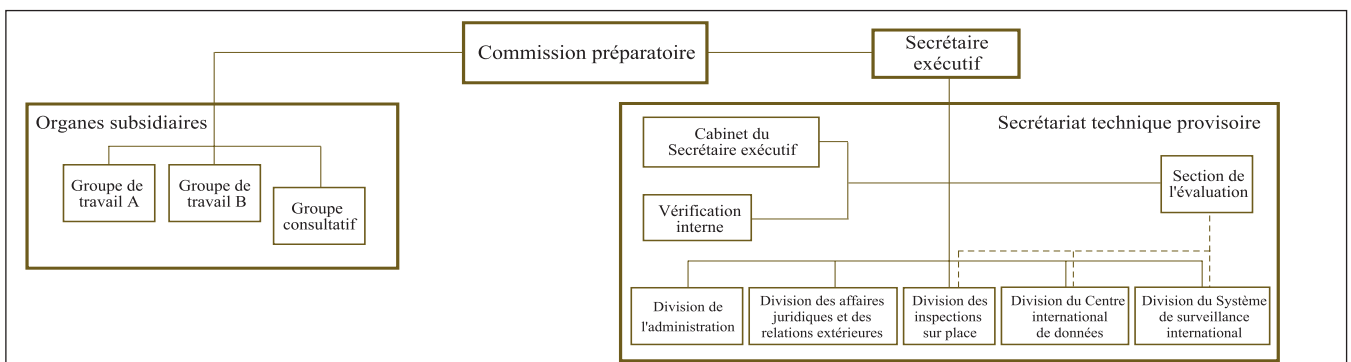 Commission préparatoire
Secrétaire
exécutif
Organes subsidiaires
Groupe de
travail A
Groupe de
travail B
Groupe
consultatif
Secrétariat technique provisoire
Cabinet du
Secrétaire exécutif
Vérification
interne
Section de
l'évaluation
Division de
l'administration
Division des affaires
juridiques et des
relations extérieures
Division des
inspections
sur place
Division du Centre
international
de données
Division du Système
de surveillance
international